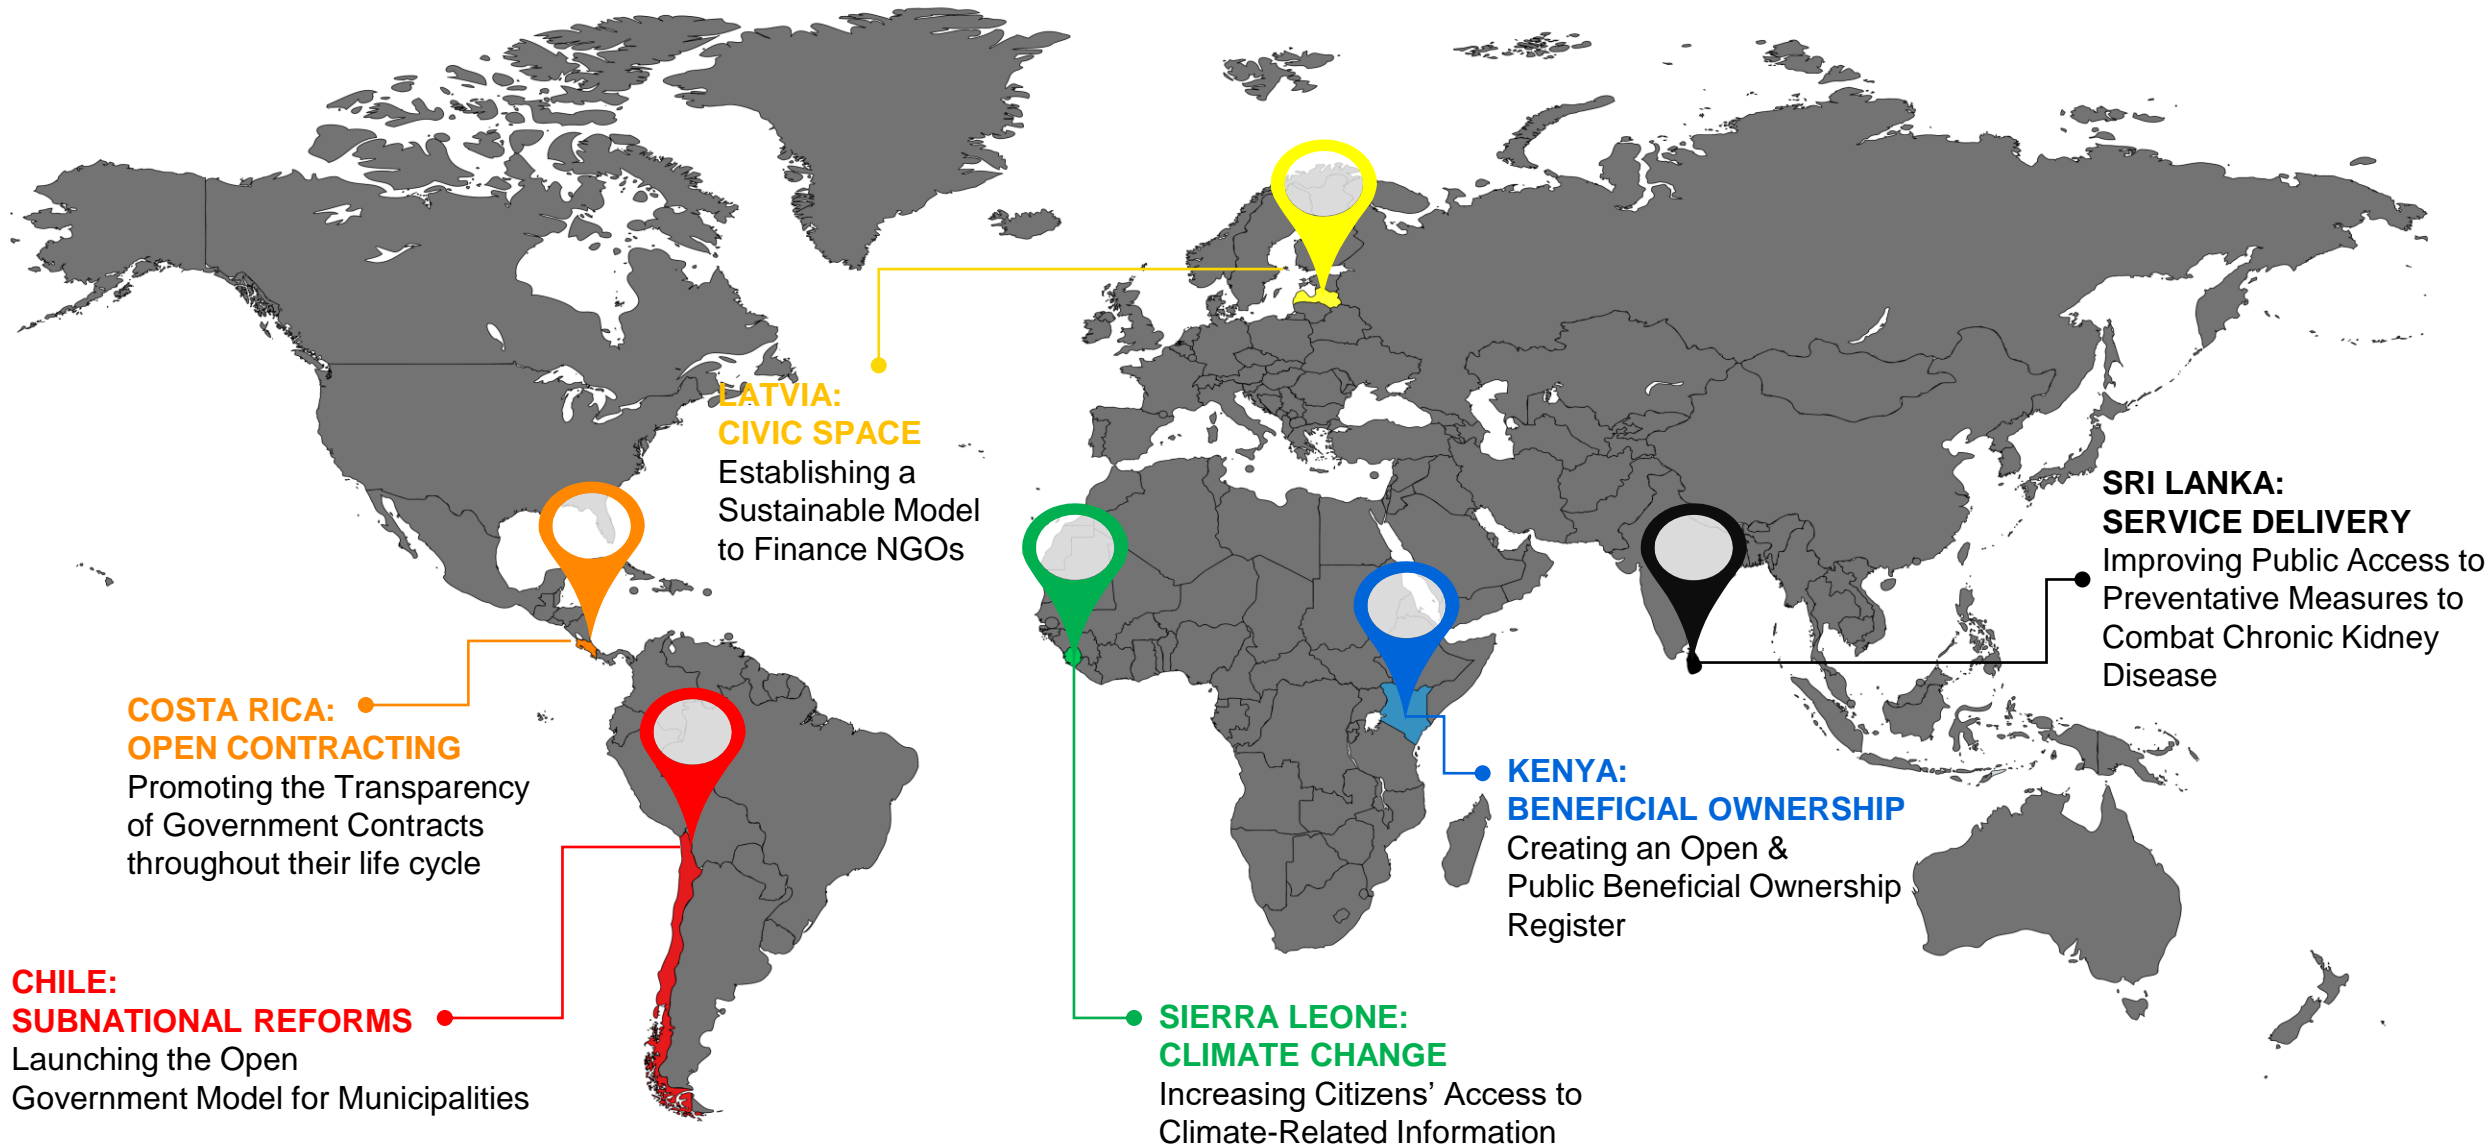 LATVIA:
CIVIC SPACE
Establishing a
Sustainable Model
to Finance NGOs
SRI LANKA:
SERVICE DELIVERY
Improving Public Access to
Preventative Measures to
Combat Chronic Kidney
Disease
COSTA RICA:
OPEN CONTRACTING
Promoting the Transparency
of Government Contracts
throughout their life cycle
KENYA:
BENEFICIAL OWNERSHIP
Creating an Open &
Public Beneficial Ownership
Register
CHILE:
SUBNATIONAL REFORMS
Launching the Open
Government Model for Municipalities
SIERRA LEONE:
CLIMATE CHANGE
Increasing Citizens’ Access to
Climate-Related Information